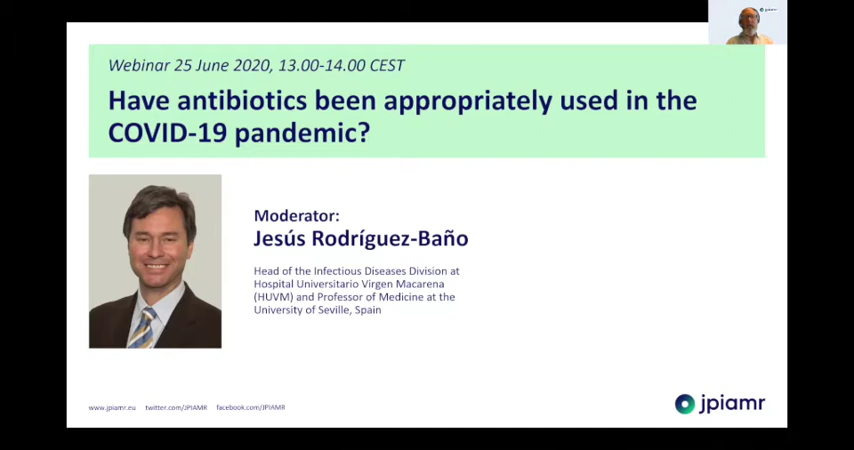 Webinar 25 June 2020, 13.00-14.00 CEST
Have antibiotics been appropriately used in the
COVID-19 pandemic?
Moderator:
Jesús Rodríguez-Baño
Head of the Infectious Diseases Division at
Hospital Universitario Virgen Macarena
(HUVM) and Professor of Medicine at the
University of Seville, Spain
www.jpiamr.eu twitter.com/JPIAMR facebook.com/JPIAMR
jpiamr
jpiamr